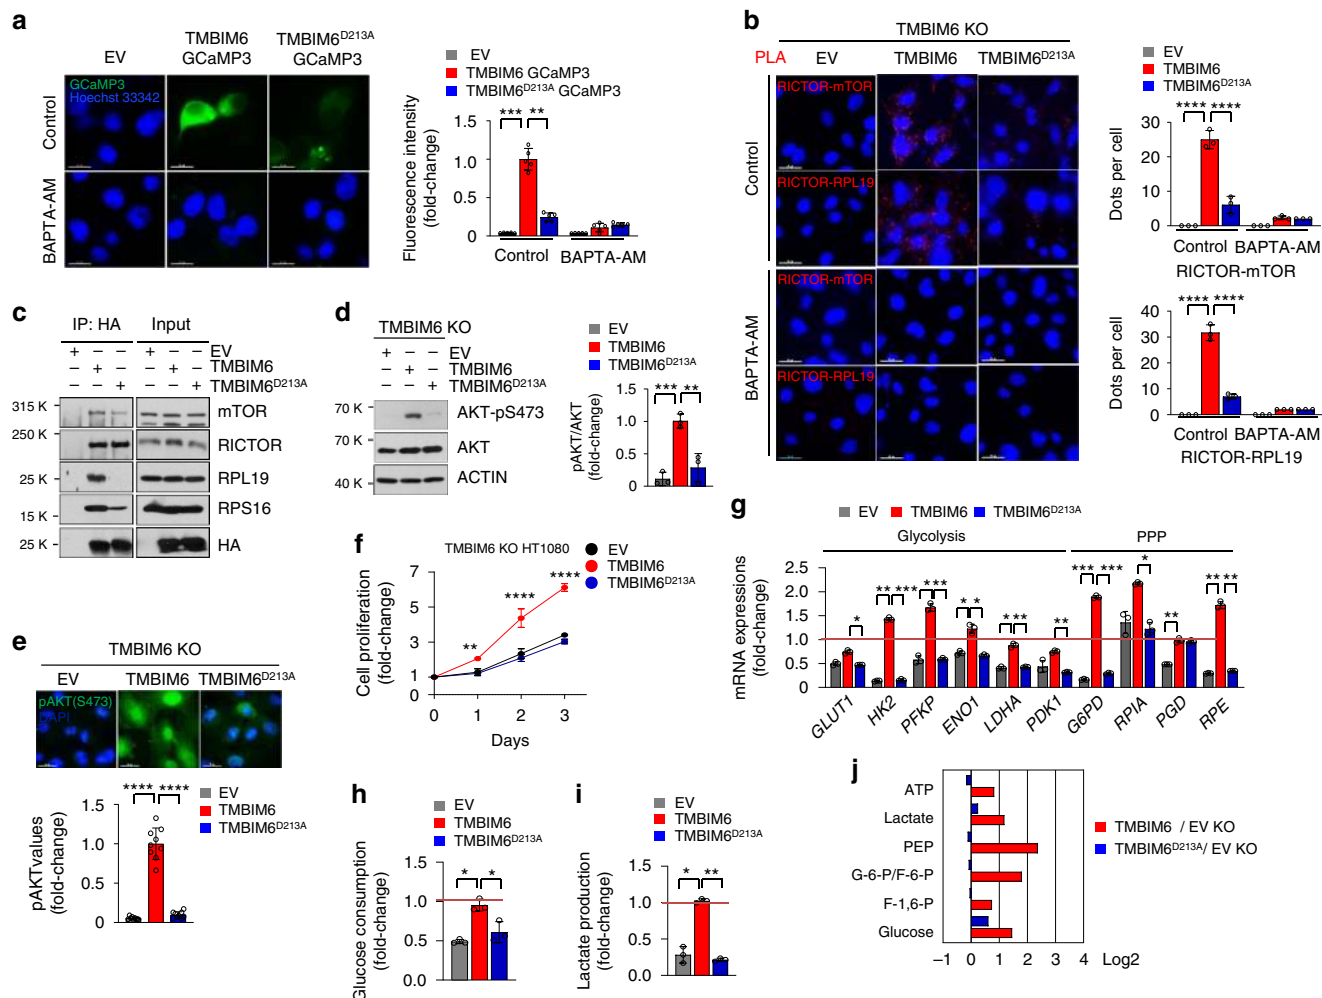 a
EV
TMBIM6 GCaMP3
TMBIM6D213A GCaMP3
GCaMP3
Hoechst 33342
Control
BAPTA-AM
EV
TMBIM6 GCaMP3
TMBIM6D213A GCaMP3
Fluorescence intensity (fold-change)
1.5
1.0
0.5
0
*** **
Control BAPTA-AM
b
TMBIM6 KO
PLA
EV TMBIM6 TMBIM6D213A
RICTOR-mTOR
RICTOR-RPL19
RICTOR-mTOR
RICTOR-RPL19
Control
BAPTA-AM
EV
TMBIM6
TMBIM6D213A
**** ****
Dots per cell
30
20
10
0
Control BAPTA-AM
RICTOR-mTOR
**** ****
Dots per cell
40
30
20
10
0
Control BAPTA-AM
RICTOR-RPL19
c
IP: HA Input
+ − − + − − EV
− + − − + − TMBIM6
− − + − − + TMBIM6D213A
315 K mTOR
250 K RICTOR
25 K RPL19
15 K RPS16
25 K HA
d
TMBIM6 KO
+ − − EV
− + − TMBIM6
− − + TMBIM6D213A
70 K AKT-pS473
70 K AKT
40 K ACTIN
EV
TMBIM6
TMBIM6D213A
*** **
pAKT/AKT (fold-change)
1.5
1.0
0.5
0
e
TMBIM6 KO
EV TMBIM6 TMBIM6D213A
pAKT(S473)
DAPI
**** ****
EV
TMBIM6
TMBIM6D213A
pAKTvalues (fold-change)
1.5
1.0
0.5
0
f
TMBIM6 KO HT1080
EV
TMBIM6
TMBIM6D213A
Cell proliferation (fold-change)
7
5
3
1
0
** **** ****
0 1 2 3
Days
g
EV TMBIM6 TMBIM6D213A
Glycolysis PPP
mRNA expressions (fold-change)
2.5
2.0
1.5
1.0
0.5
0
* ** *** * *** * * ** ** ** *** *** * ** ** **
GLUT1 HK2 PFKP ENO1 LDHA PDK1 G6PD RPIA PGD RPE
h
EV
TMBIM6
TMBIM6D213A
Glucose consumption (fold-change)
1.5
1.0
0.5
0.0
* *
i
EV
TMBIM6
TMBIM6D213A
Lactate production (fold-change)
1.5
1.0
0.5
0.0
* **
j
ATP
Lactate
PEP
G-6-P/F-6-P
F-1,6-P
Glucose
−1 0 1 2 3 4 Log2
TMBIM6 / EV KO
TMBIM6D213A/ EV KO